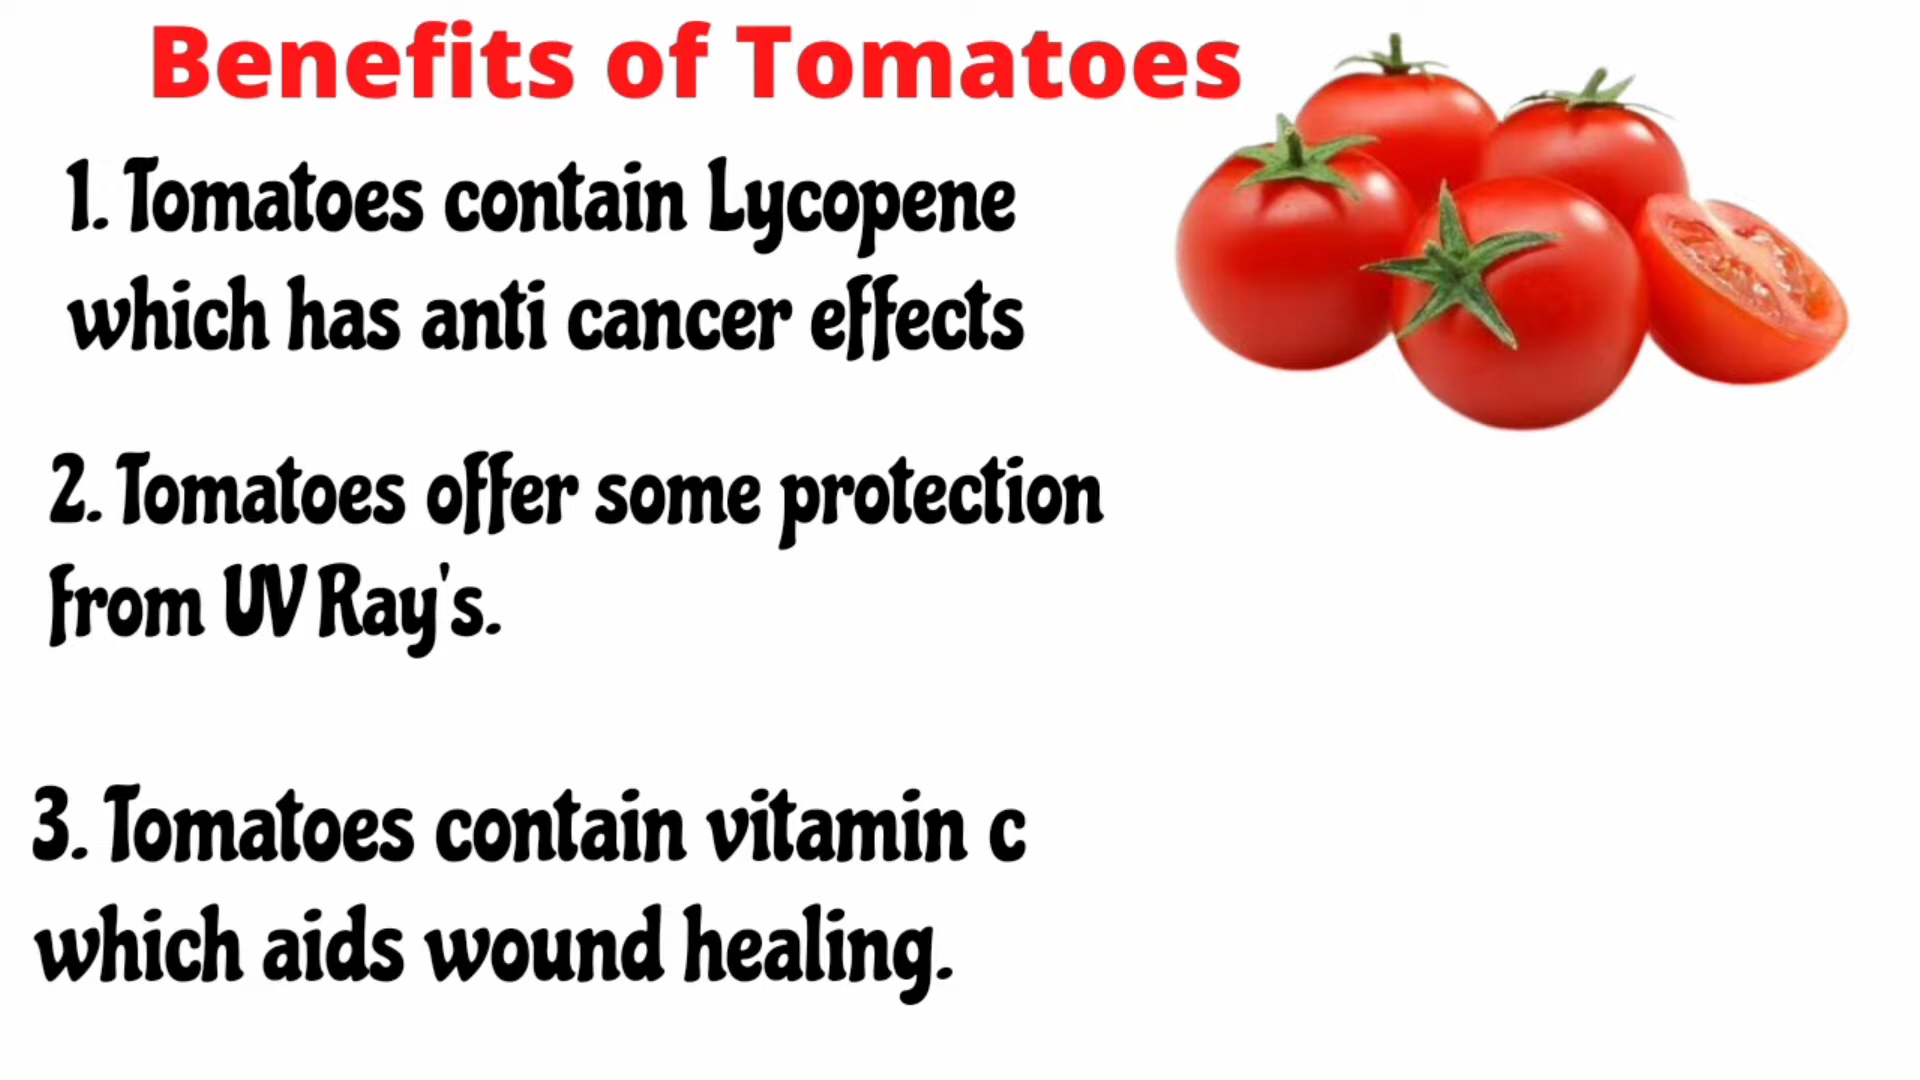 Benefits of Tomatoes
1. Tomatoes contain Lycopene
which has anti cancer effects
2. Tomatoes offer some protection
from UV Ray's.
3. Tomatoes contain vitamin c
which aids wound healing.